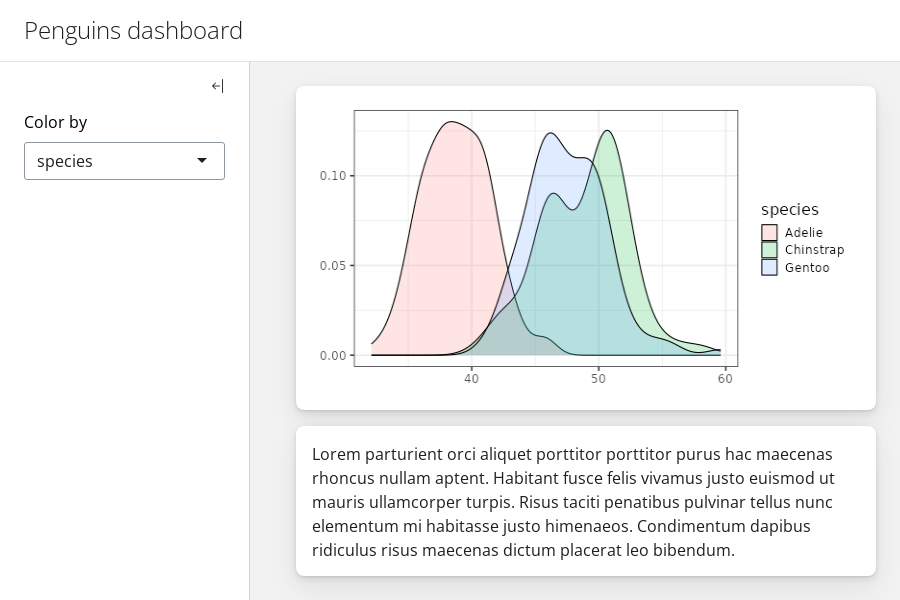 Penguins dashboard
Color by
species
0.10
0.05
0.00
40 50 60
species
Adelie
Chinstrap
Gentoo
Lorem parturient orci aliquet porttitor porttitor purus hac maecenas
rhoncus nullam aptent. Habitant fusce felis vivamus justo euismod ut
mauris ullamcorper turpis. Risus taciti penatibus pulvinar tellus nunc
elementum mi habitasse justo himenaeos. Condimentum dapibus
ridiculus risus maecenas dictum placerat leo bibendum.